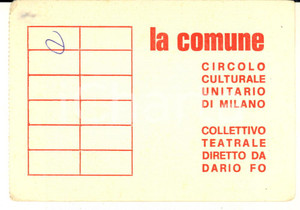 la comune
CIRCOLO
CULTURALE
UNITARIO
DI MILANO
COLLETTIVO
TEATRALE
DIRETTO DA
DARIO FO